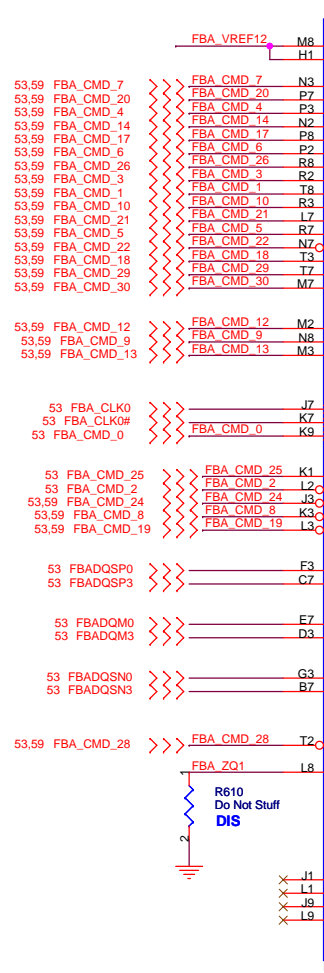 FBA_VREF12 M8
H1
53,59 FBA_CMD_7 FBA_CMD_7 N3
53,59 FBA_CMD_20 FBA_CMD_20 P7
53,59 FBA_CMD_4 FBA_CMD_4 P3
53,59 FBA_CMD_14 FBA_CMD_14 N2
53,59 FBA_CMD_17 FBA_CMD_17 P8
53,59 FBA_CMD_6 FBA_CMD_6 P2
53,59 FBA_CMD_26 FBA_CMD_26 R8
53,59 FBA_CMD_3 FBA_CMD_3 R2
53,59 FBA_CMD_1 FBA_CMD_1 T8
53,59 FBA_CMD_10 FBA_CMD_10 R3
53,59 FBA_CMD_21 FBA_CMD_21 L7
53,59 FBA_CMD_5 FBA_CMD_5 R7
53,59 FBA_CMD_22 FBA_CMD_22 N7
53,59 FBA_CMD_18 FBA_CMD_18 T3
53,59 FBA_CMD_29 FBA_CMD_29 T7
53,59 FBA_CMD_30 FBA_CMD_30 M7
53,59 FBA_CMD_12 FBA_CMD_12 M2
53,59 FBA_CMD_9 FBA_CMD_9 N8
53,59 FBA_CMD_13 FBA_CMD_13 M3
53 FBA_CLK0 J7
53 FBA_CLK0# K7
53 FBA_CMD_0 FBA_CMD_0 K9
53 FBA_CMD_25 FBA_CMD_25 K1
53 FBA_CMD_2 FBA_CMD_2 L2
53,59 FBA_CMD_24 FBA_CMD_24 J3
53,59 FBA_CMD_8 FBA_CMD_8 K3
53,59 FBA_CMD_19 FBA_CMD_19 L3
53 FBADQSP0 F3
53 FBADQSP3 C7
53 FBADQM0 E7
53 FBADQM3 D3
53 FBADQSN0 G3
53 FBADQSN3 B7
53,59 FBA_CMD_28 FBA_CMD_28 T2
FBA_ZQ1 L8
1
R610
Do Not Stuff
DIS
2
J1
L1
J9
L9